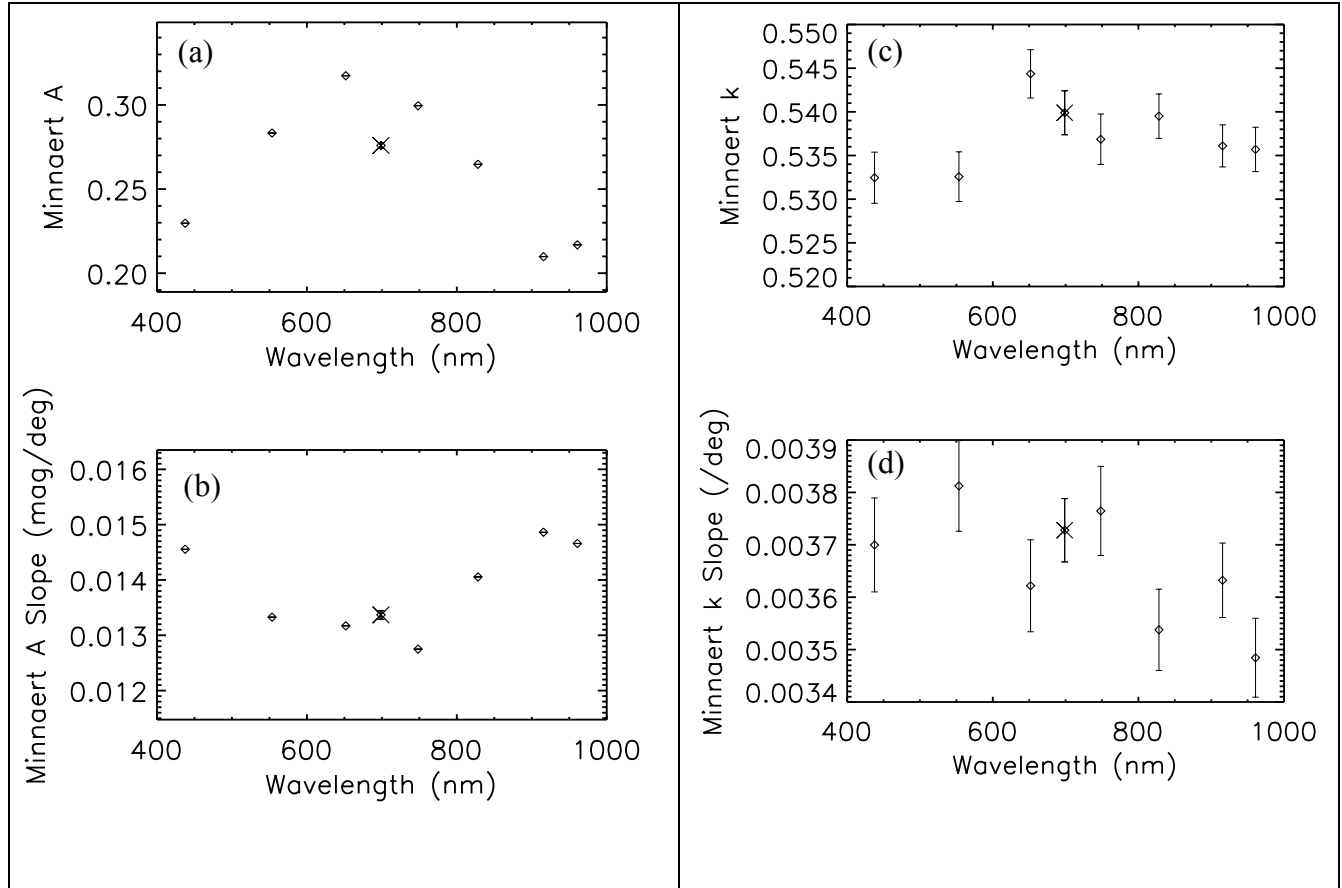 (a)
Minnaert A
0.30
0.25
0.20
400 600 800 1000
Wavelength (nm)
(b)
Minnaert A Slope (mag/deg)
0.016
0.015
0.014
0.013
0.012
400 600 800 1000
Wavelength (nm)
(c)
Minnaert k
0.550
0.545
0.540
0.535
0.530
0.525
0.520
400 600 800 1000
Wavelength (nm)
(d)
Minnaert k Slope (/deg)
0.0039
0.0038
0.0037
0.0036
0.0035
0.0034
400 600 800 1000
Wavelength (nm)